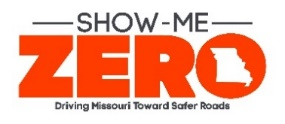 SHOW-ME
ZERO
Driving Missouri Toward Safer Roads